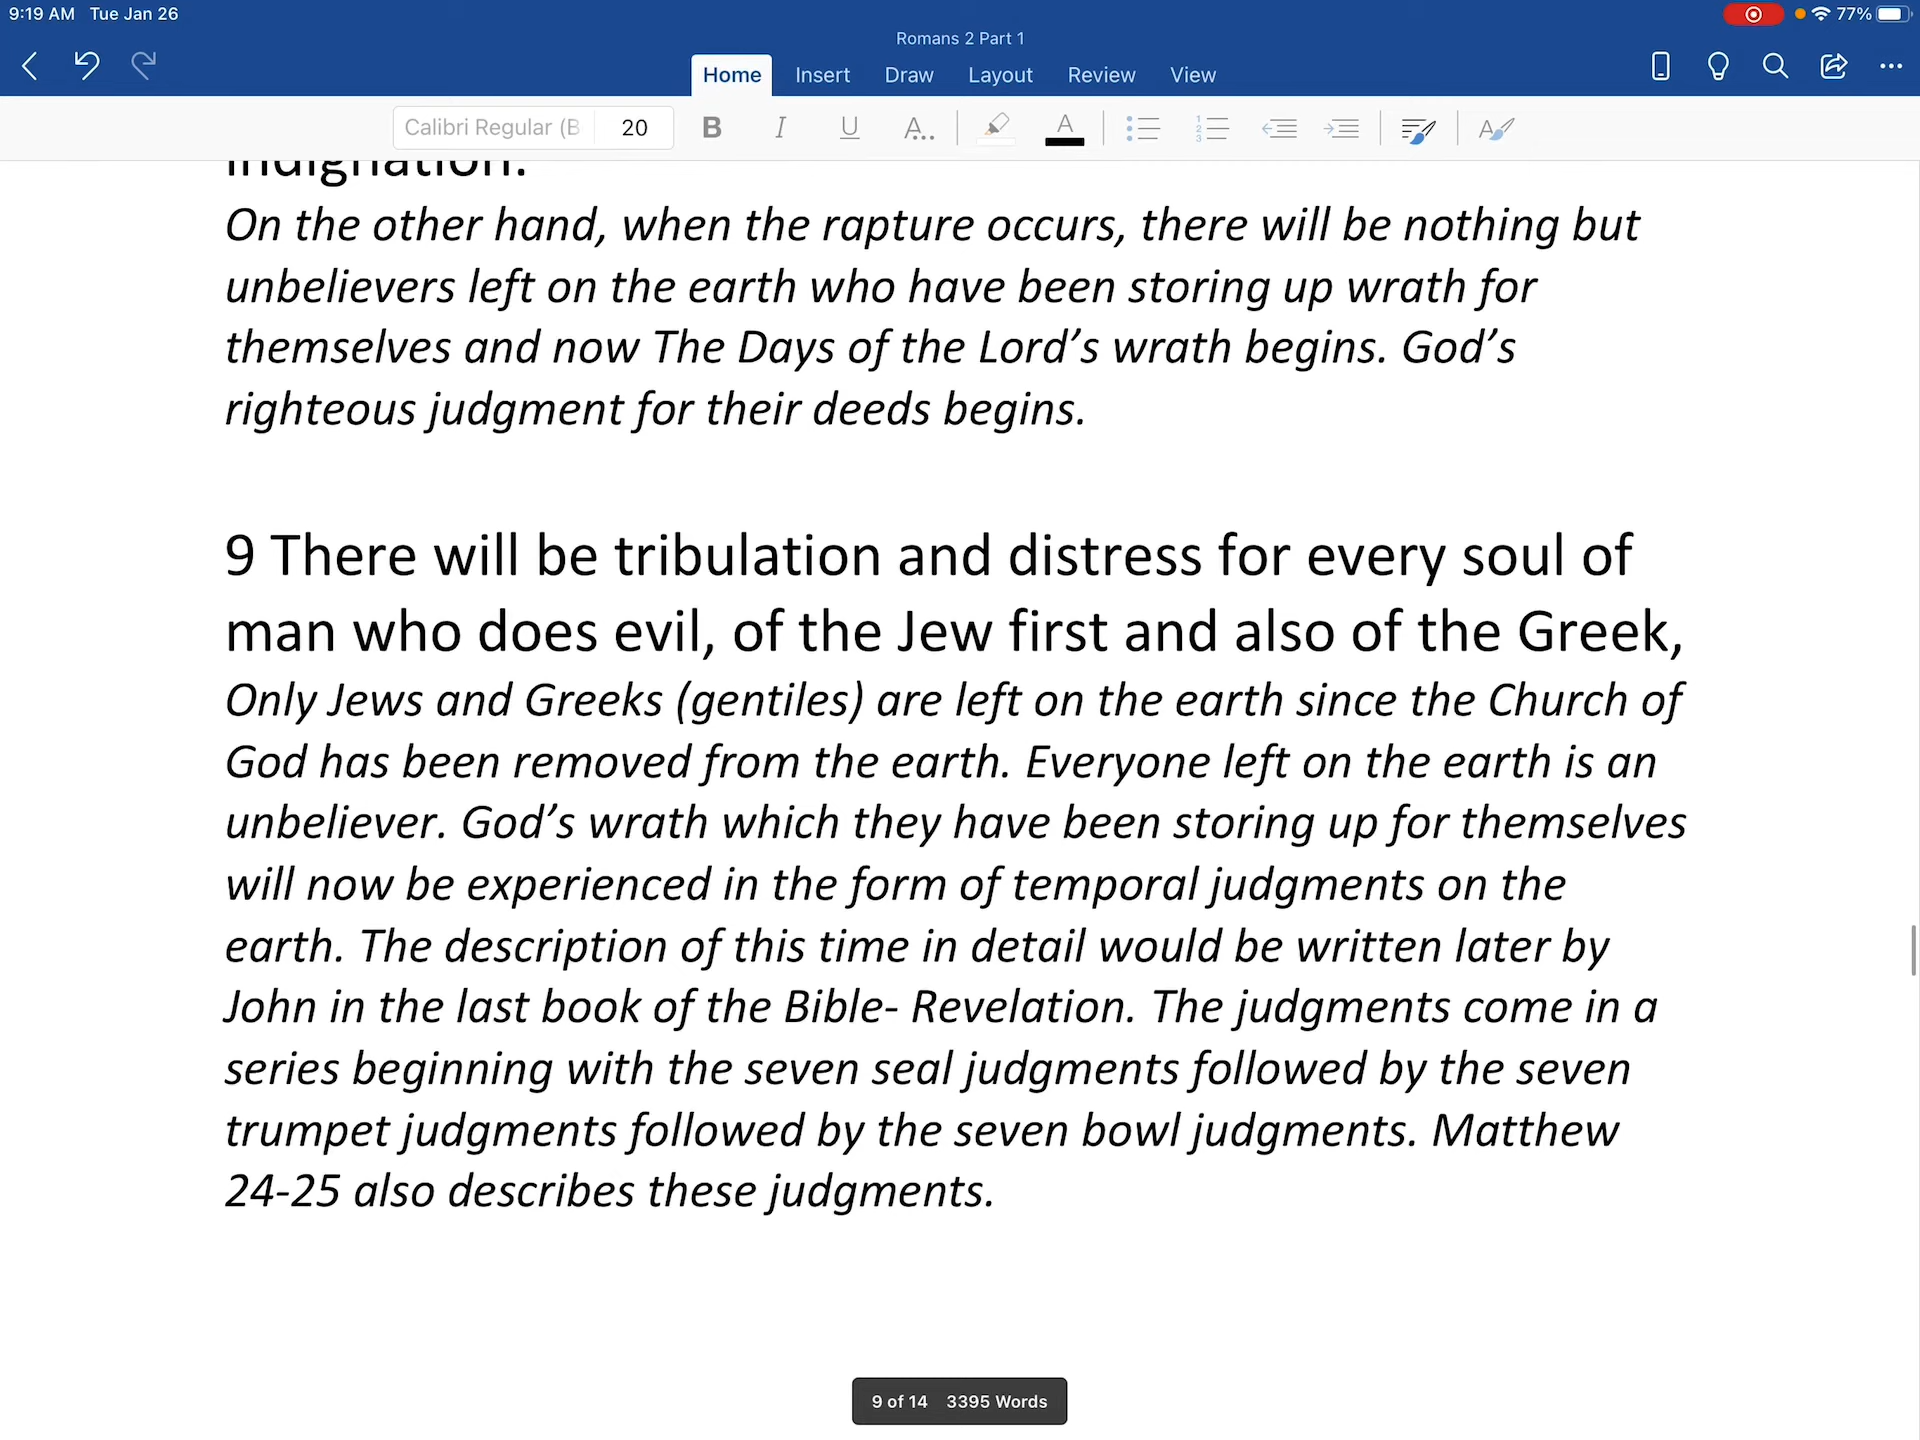 9:19 AM Tue Jan 26
77%
Romans 2 Part 1
Home Insert Draw Layout Review View
Calibri Regular (B 20 B I U A.. A
indignation.
On the other hand, when the rapture occurs, there will be nothing but
unbelievers left on the earth who have been storing up wrath for
themselves and now The Days of the Lord’s wrath begins. God’s
righteous judgment for their deeds begins.
9 There will be tribulation and distress for every soul of
man who does evil, of the Jew first and also of the Greek,
Only Jews and Greeks (gentiles) are left on the earth since the Church of
God has been removed from the earth. Everyone left on the earth is an
unbeliever. God’s wrath which they have been storing up for themselves
will now be experienced in the form of temporal judgments on the
earth. The description of this time in detail would be written later by
John in the last book of the Bible- Revelation. The judgments come in a
series beginning with the seven seal judgments followed by the seven
trumpet judgments followed by the seven bowl judgments. Matthew
24-25 also describes these judgments.
9 of 14 3395 Words